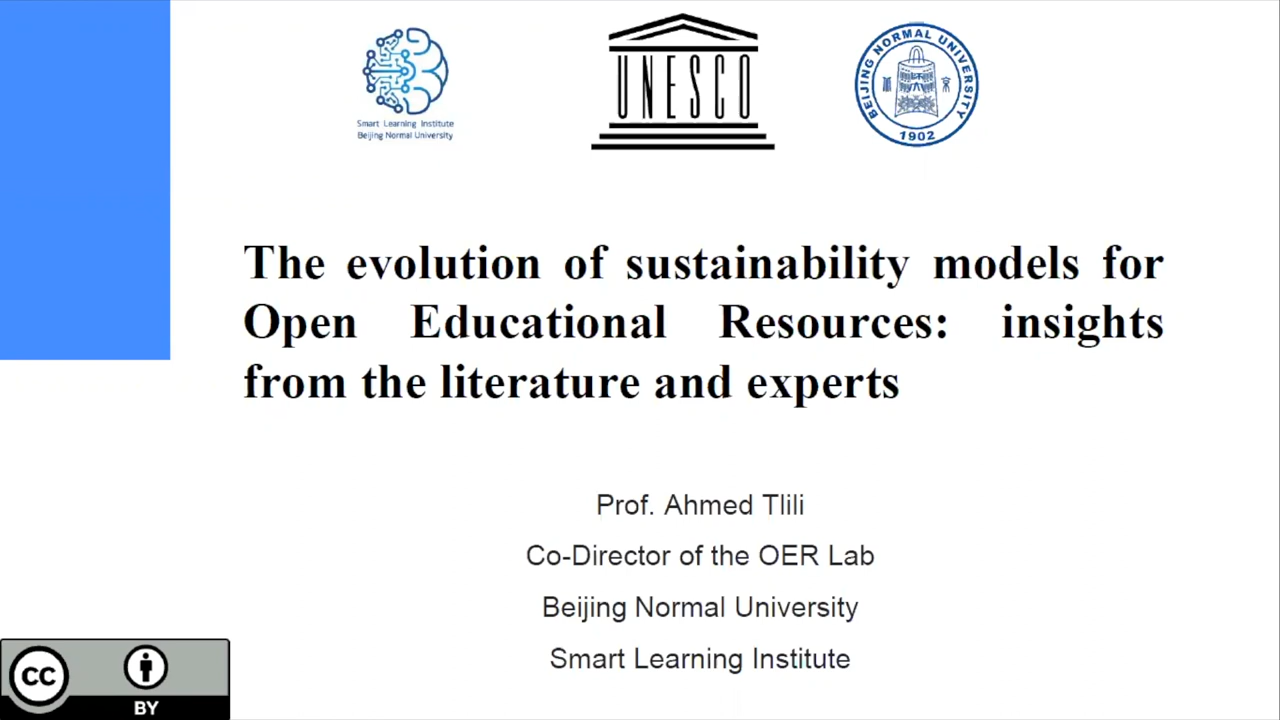 Smart Learning Institute
Beijing Normal University
UNESCO
BEIJING NORMAL UNIVERSITY
1902
The evolution of sustainability models for
Open Educational Resources: insights
from the literature and experts
Prof. Ahmed Tlili
Co-Director of the OER Lab
Beijing Normal University
Smart Learning Institute
CC
BY